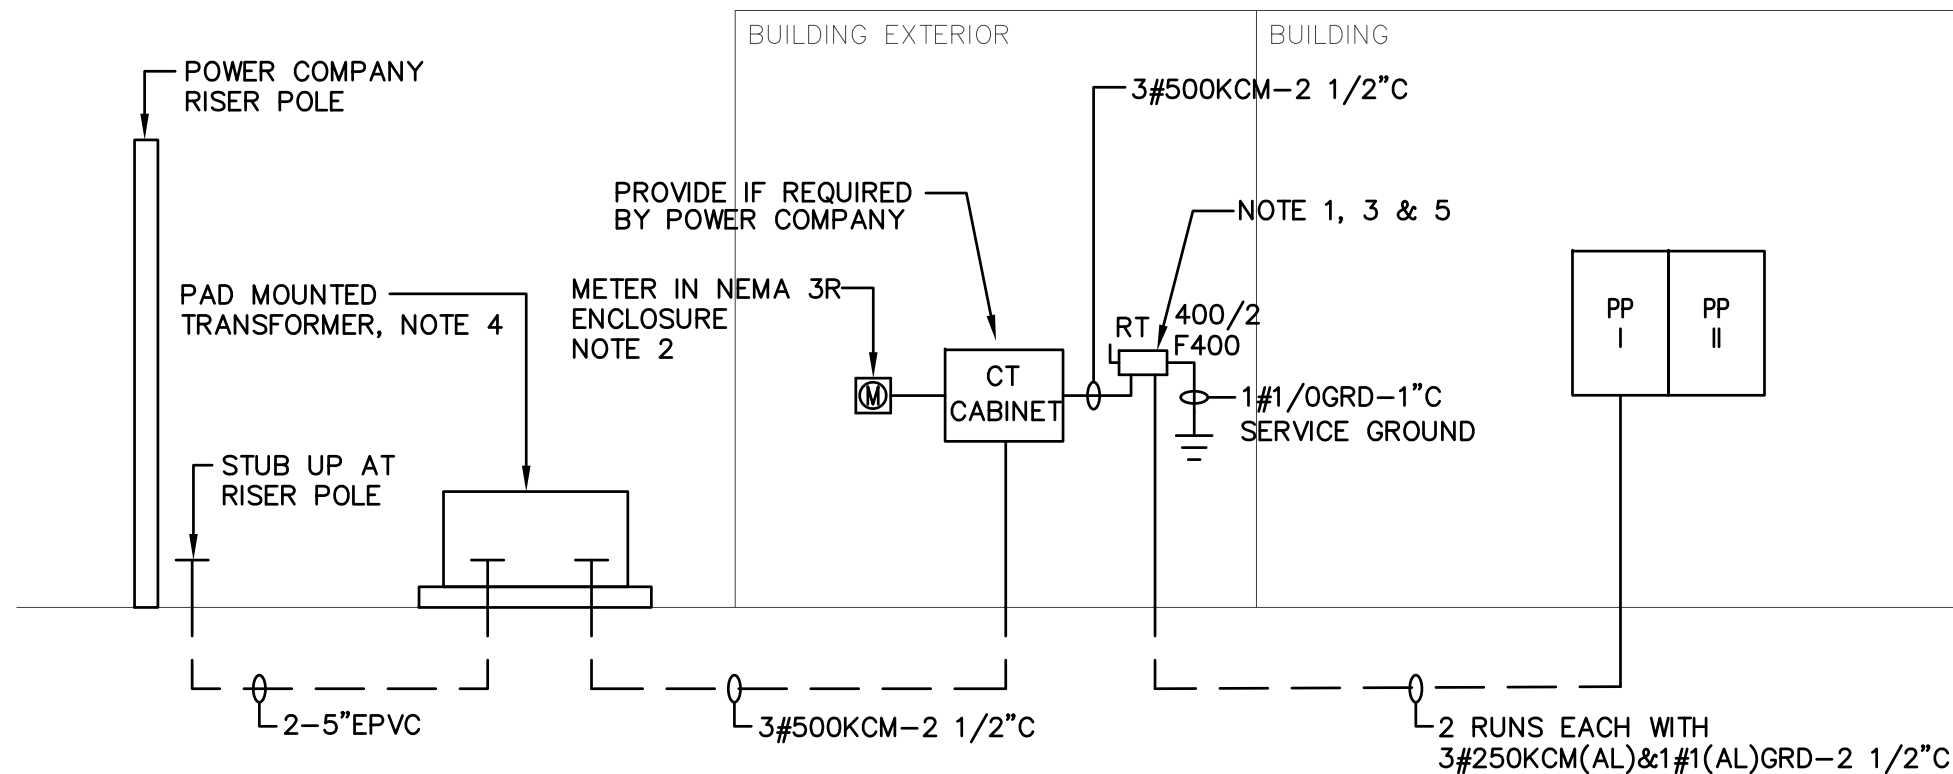 BUILDING EXTERIOR
BUILDING
POWER COMPANY
RISER POLE
3#500KCM-2 1/2"C
PROVIDE IF REQUIRED
BY POWER COMPANY
NOTE 1, 3 & 5
PAD MOUNTED
TRANSFORMER, NOTE 4
METER IN NEMA 3R
ENCLOSURE
NOTE 2
RT
400/2
F400
PP
I
PP
II
CT
CABINET
M
1#1/0GRD-1"C
SERVICE GROUND
STUB UP AT
RISER POLE
2-5"EPVC
3#500KCM-2 1/2"C
2 RUNS EACH WITH
3#250KCM(AL)&1#1(AL)GRD-2 1/2"C